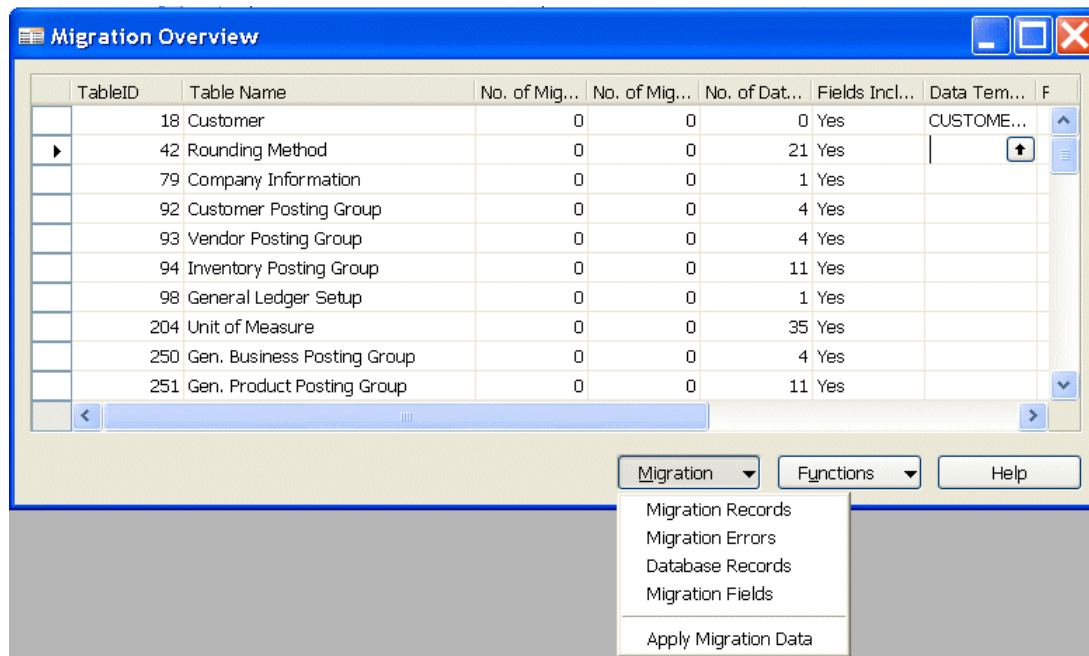 Migration Overview
TableID Table Name No. of Mig... No. of Mig... No. of Dat... Fields Incl... Data Tem... F
18 Customer 0 0 0 Yes CUSTOME...
42 Rounding Method 0 0 21 Yes
79 Company Information 0 0 1 Yes
92 Customer Posting Group 0 0 4 Yes
93 Vendor Posting Group 0 0 4 Yes
94 Inventory Posting Group 0 0 11 Yes
98 General Ledger Setup 0 0 1 Yes
204 Unit of Measure 0 0 35 Yes
250 Gen. Business Posting Group 0 0 4 Yes
251 Gen. Product Posting Group 0 0 11 Yes
Migration Functions Help
Migration Records
Migration Errors
Database Records
Migration Fields
Apply Migration Data